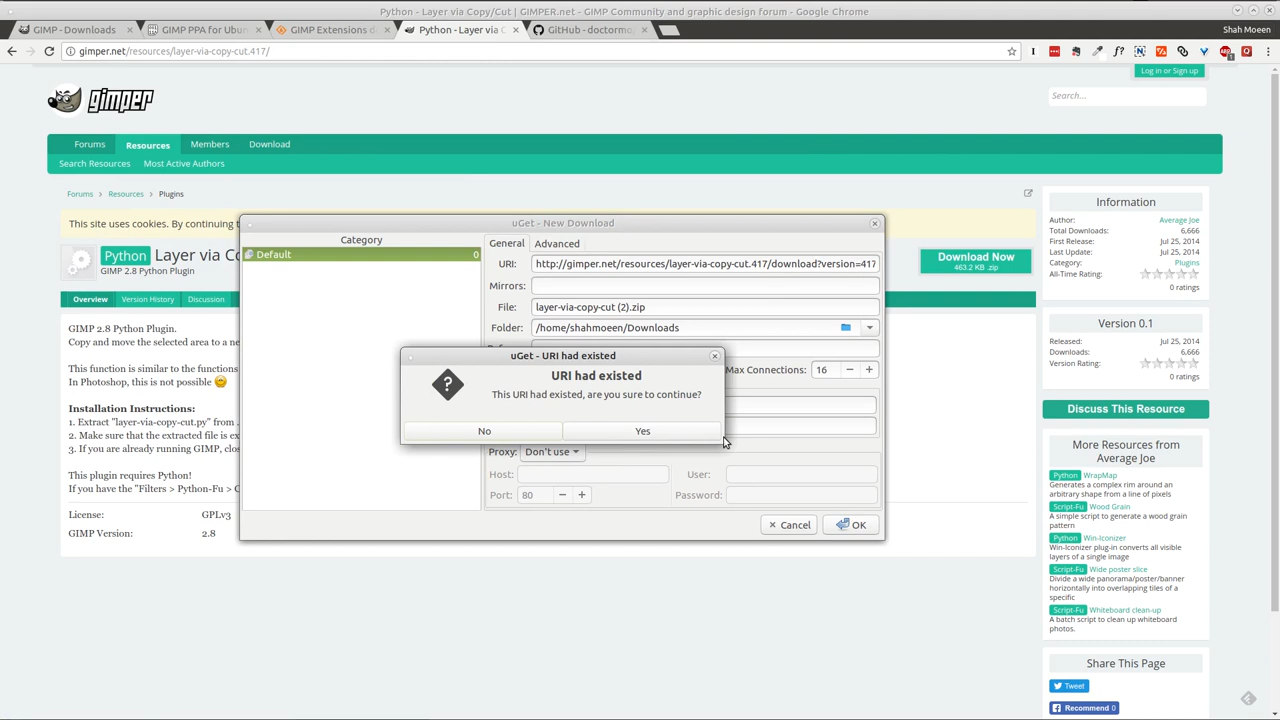 Python - Layer via Copy/Cut | GIMPER.net - GIMP Community and graphic design forum - Google Chrome
GIMP - Downloads
GIMP PPA for Ubu
GIMP Extensions d
Python - Layer via C
GitHub - doctormo
Shah Moeen
gimper.net/resources/layer-via-copy-cut.417/
Log in or Sign up
gimper
Search...
Forums Resources Members Download
Search Resources Most Active Authors
Forums Resources Plugins
This site uses cookies. By continuing t
Python Layer via C
GIMP 2.8 Python Plugin
Download Now
463.2 KB .zip
Overview Version History Discussion
GIMP 2.8 Python Plugin.
Copy and move the selected area to a ne
This function is similar to the functions
In Photoshop, this is not possible
Installation Instructions:
1. Extract "layer-via-copy-cut.py" from
2. Make sure that the extracted file is ex
3. If you are already running GIMP, clos
This plugin requires Python!
If you have the "Filters > Python-Fu > C
License: GPLv3
GIMP Version: 2.8
uGet - New Download
Category
Default
General Advanced
URI: http://gimper.net/resources/layer-via-copy-cut.417/download?version=417
Mirrors:
File: layer-via-copy-cut (2).zip
Folder: /home/shahmoeen/Downloads
Max Connections: 16
uGet - URI had existed
URI had existed
This URI had existed, are you sure to continue?
No Yes
Proxy: Don't use
Host: User:
Port: 80 Password:
Cancel OK
Information
Author: Average Joe
Total Downloads: 6,666
First Release: Jul 25, 2014
Last Update: Jul 25, 2014
Category: Plugins
All-Time Rating:
0 ratings
Version 0.1
Released: Jul 25, 2014
Downloads: 6,666
Version Rating:
0 ratings
Discuss This Resource
More Resources from
Average Joe
Python WrapMap
Generates a complex rim around an
arbitrary shape from a line of pixels
Script-Fu Wood Grain
A simple script to generate a wood grain
pattern
Python Win-Iconizer
Win-Iconizer plug-in converts all visible
layers of a single image
Script-Fu Wide poster slice
Divide a wide panorama/poster/banner
horizontally into overlapping tiles of a
specific
Script-Fu Whiteboard clean-up
A batch script to clean up whiteboard
photos.
Share This Page
Tweet
Recommend 0